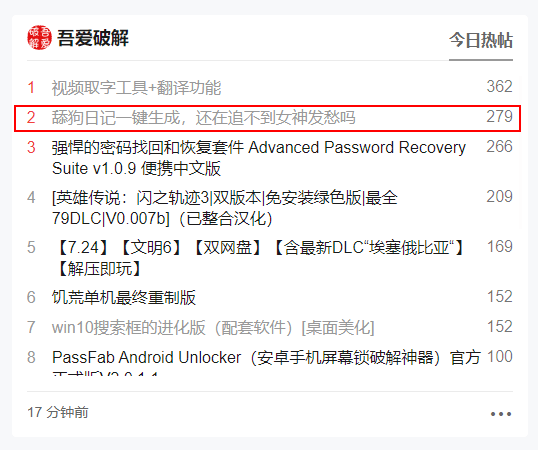 吾爱破解
今日热帖
1 视频取字工具+翻译功能 362
2 舔狗日记一键生成，还在追不到女神发愁吗 279
3 强悍的密码找回和恢复套件 Advanced Password Recovery 266
Suite v1.0.9 便携中文版
4 [英雄传说：闪之轨迹3|双版本|免安装绿色版|最全 209
79DLC|V0.007b]（已整合汉化）
5 【7.24】【文明6】【双网盘】【含最新DLC“埃塞俄比亚“】 169
【解压即玩】
6 饥荒单机最终重制版 152
7 win10搜索框的进化版（配套软件）[桌面美化] 152
8 PassFab Android Unlocker（安卓手机屏幕锁破解神器）官方 100
正式版V2.0.1.1
17 分钟前